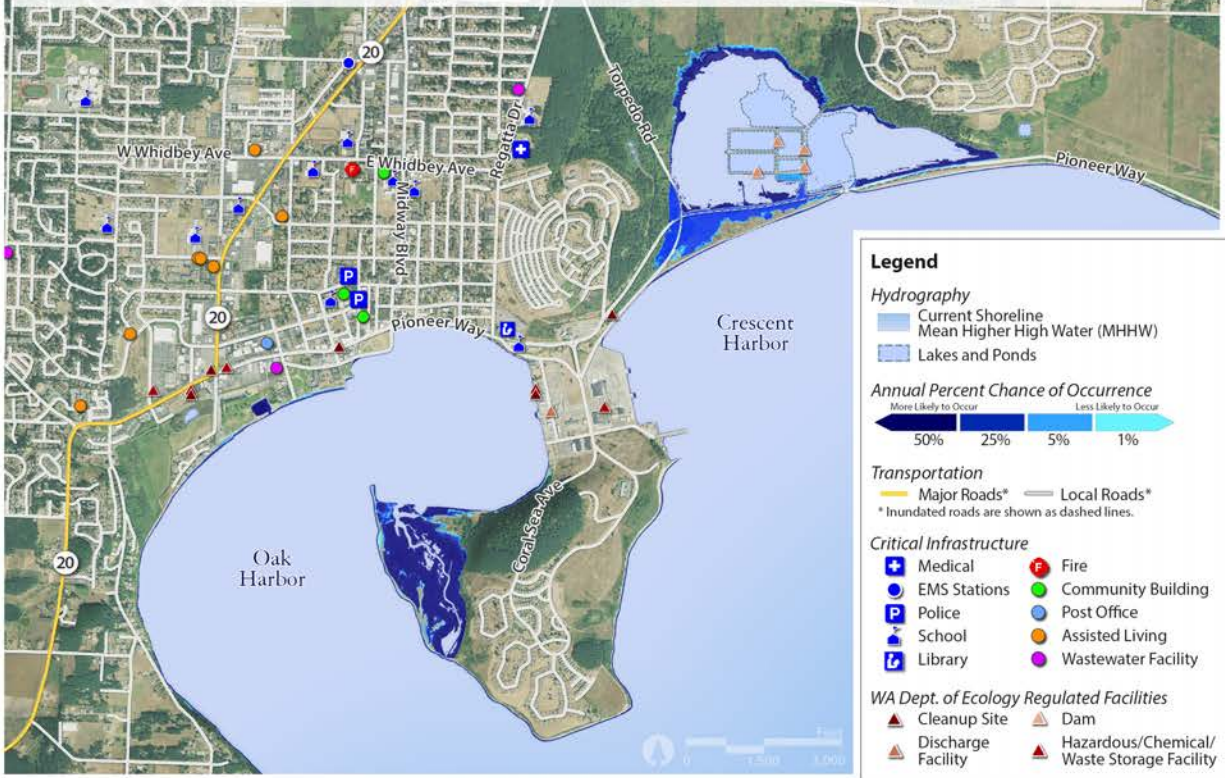 20
Torpedo Rd
Regatta Dr
W Whidbey Ave
E Whidbey Ave
Midway Blvd
Pioneer Way
P
P
20
Pioneer Way
Crescent
Harbor
Coral Sea Ave
Oak
Harbor
20
F
Feet
0 1,500 3,000
Legend
Hydrography
Current Shoreline
Mean Higher High Water (MHHW)
Lakes and Ponds
Annual Percent Chance of Occurrence
More Likely to Occur Less Likely to Occur
50% 25% 5% 1%
Transportation
Major Roads* Local Roads*
* Inundated roads are shown as dashed lines.
Critical Infrastructure
Medical F Fire
EMS Stations Community Building
P Police Post Office
School Assisted Living
Library Wastewater Facility
WA Dept. of Ecology Regulated Facilities
Cleanup Site Dam
Discharge Hazardous/Chemical/
Facility Waste Storage Facility